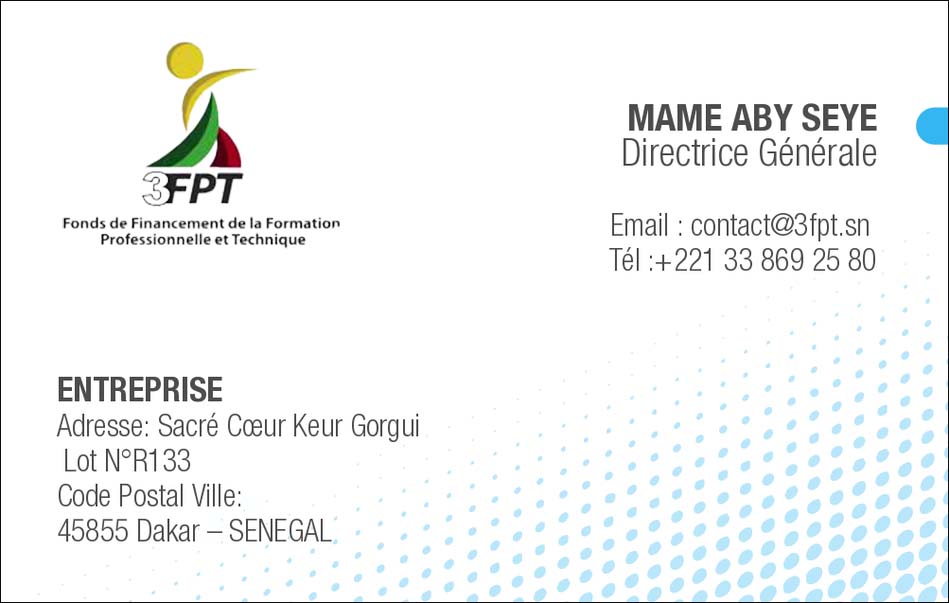 3FPT
Fonds de Financement de la Formation
Professionnelle et Technique
MAME ABY SEYE
Directrice Générale
Email : contact@3fpt.sn
Tél :+221 33 869 25 80
ENTREPRISE
Adresse: Sacré Cœur Keur Gorgui
Lot N°R133
Code Postal Ville:
45855 Dakar – SENEGAL